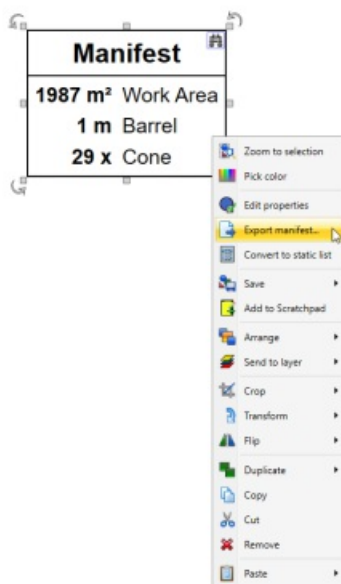 Manifest
1987 m² Work Area
1 m Barrel
29 x Cone
Zoom to selection
Pick color
Edit properties
Export manifest...
Convert to static list
Save
Add to Scratchpad
Arrange
Send to layer
Crop
Transform
Flip
Duplicate
Copy
Cut
Remove
Paste